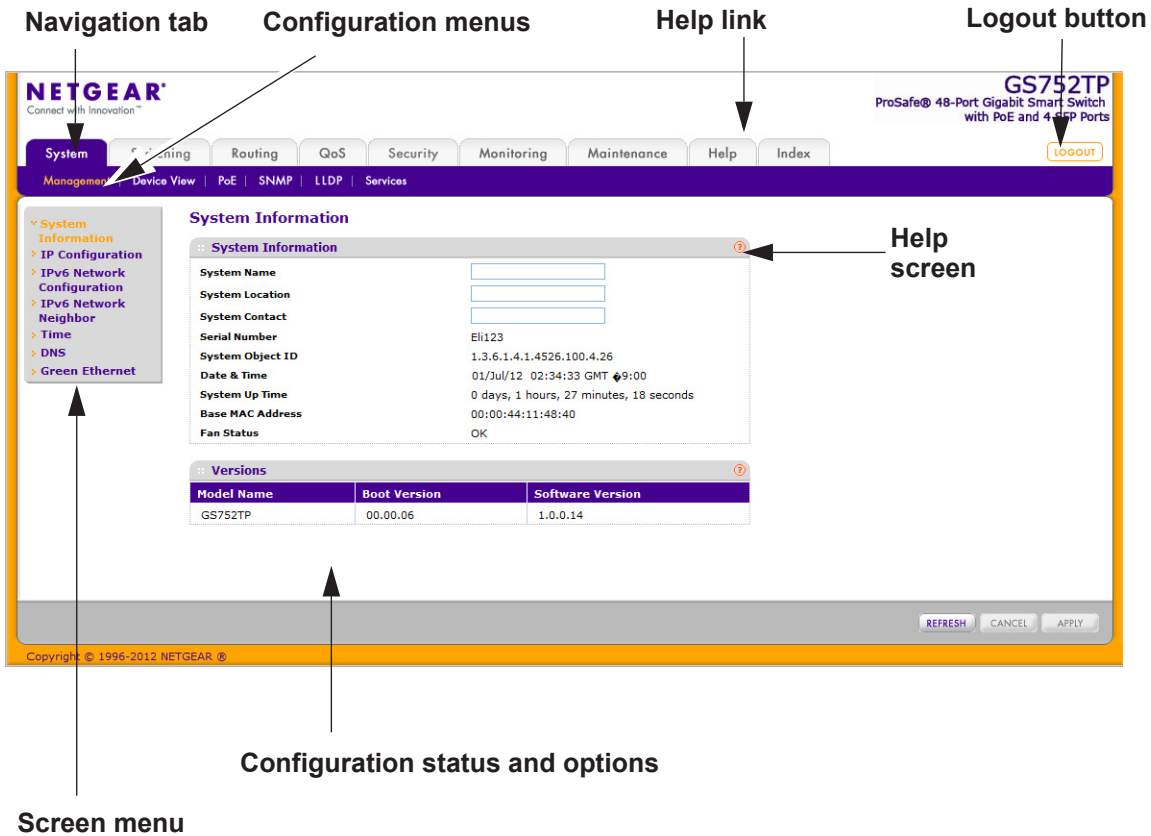 Navigation tab Configuration menus Help link Logout button
NETGEAR®
Connect with Innovation™
GS752TP
ProSafe® 48-Port Gigabit Smart Switch
with PoE and 4 SFP Ports
System Routing QoS Security Monitoring Maintenance Help Index LOGOUT
Management | Device View | PoE | SNMP | LLDP | Services
System
Information
IP Configuration
IPv6 Network
Configuration
IPv6 Network
Neighbor
Time
DNS
Green Ethernet
System Information
System Information
Help
screen
System Name
System Location
System Contact
Serial Number Eli123
System Object ID 1.3.6.1.4.1.4526.100.4.26
Date & Time 01/Jul/12 02:34:33 GMT �9:00
System Up Time 0 days, 1 hours, 27 minutes, 18 seconds
Base MAC Address 00:00:44:11:48:40
Fan Status OK
Versions
Model Name Boot Version Software Version
GS752TP 00.00.06 1.0.0.14
REFRESH CANCEL APPLY
Copyright © 1996-2012 NETGEAR ®
Configuration status and options
Screen menu